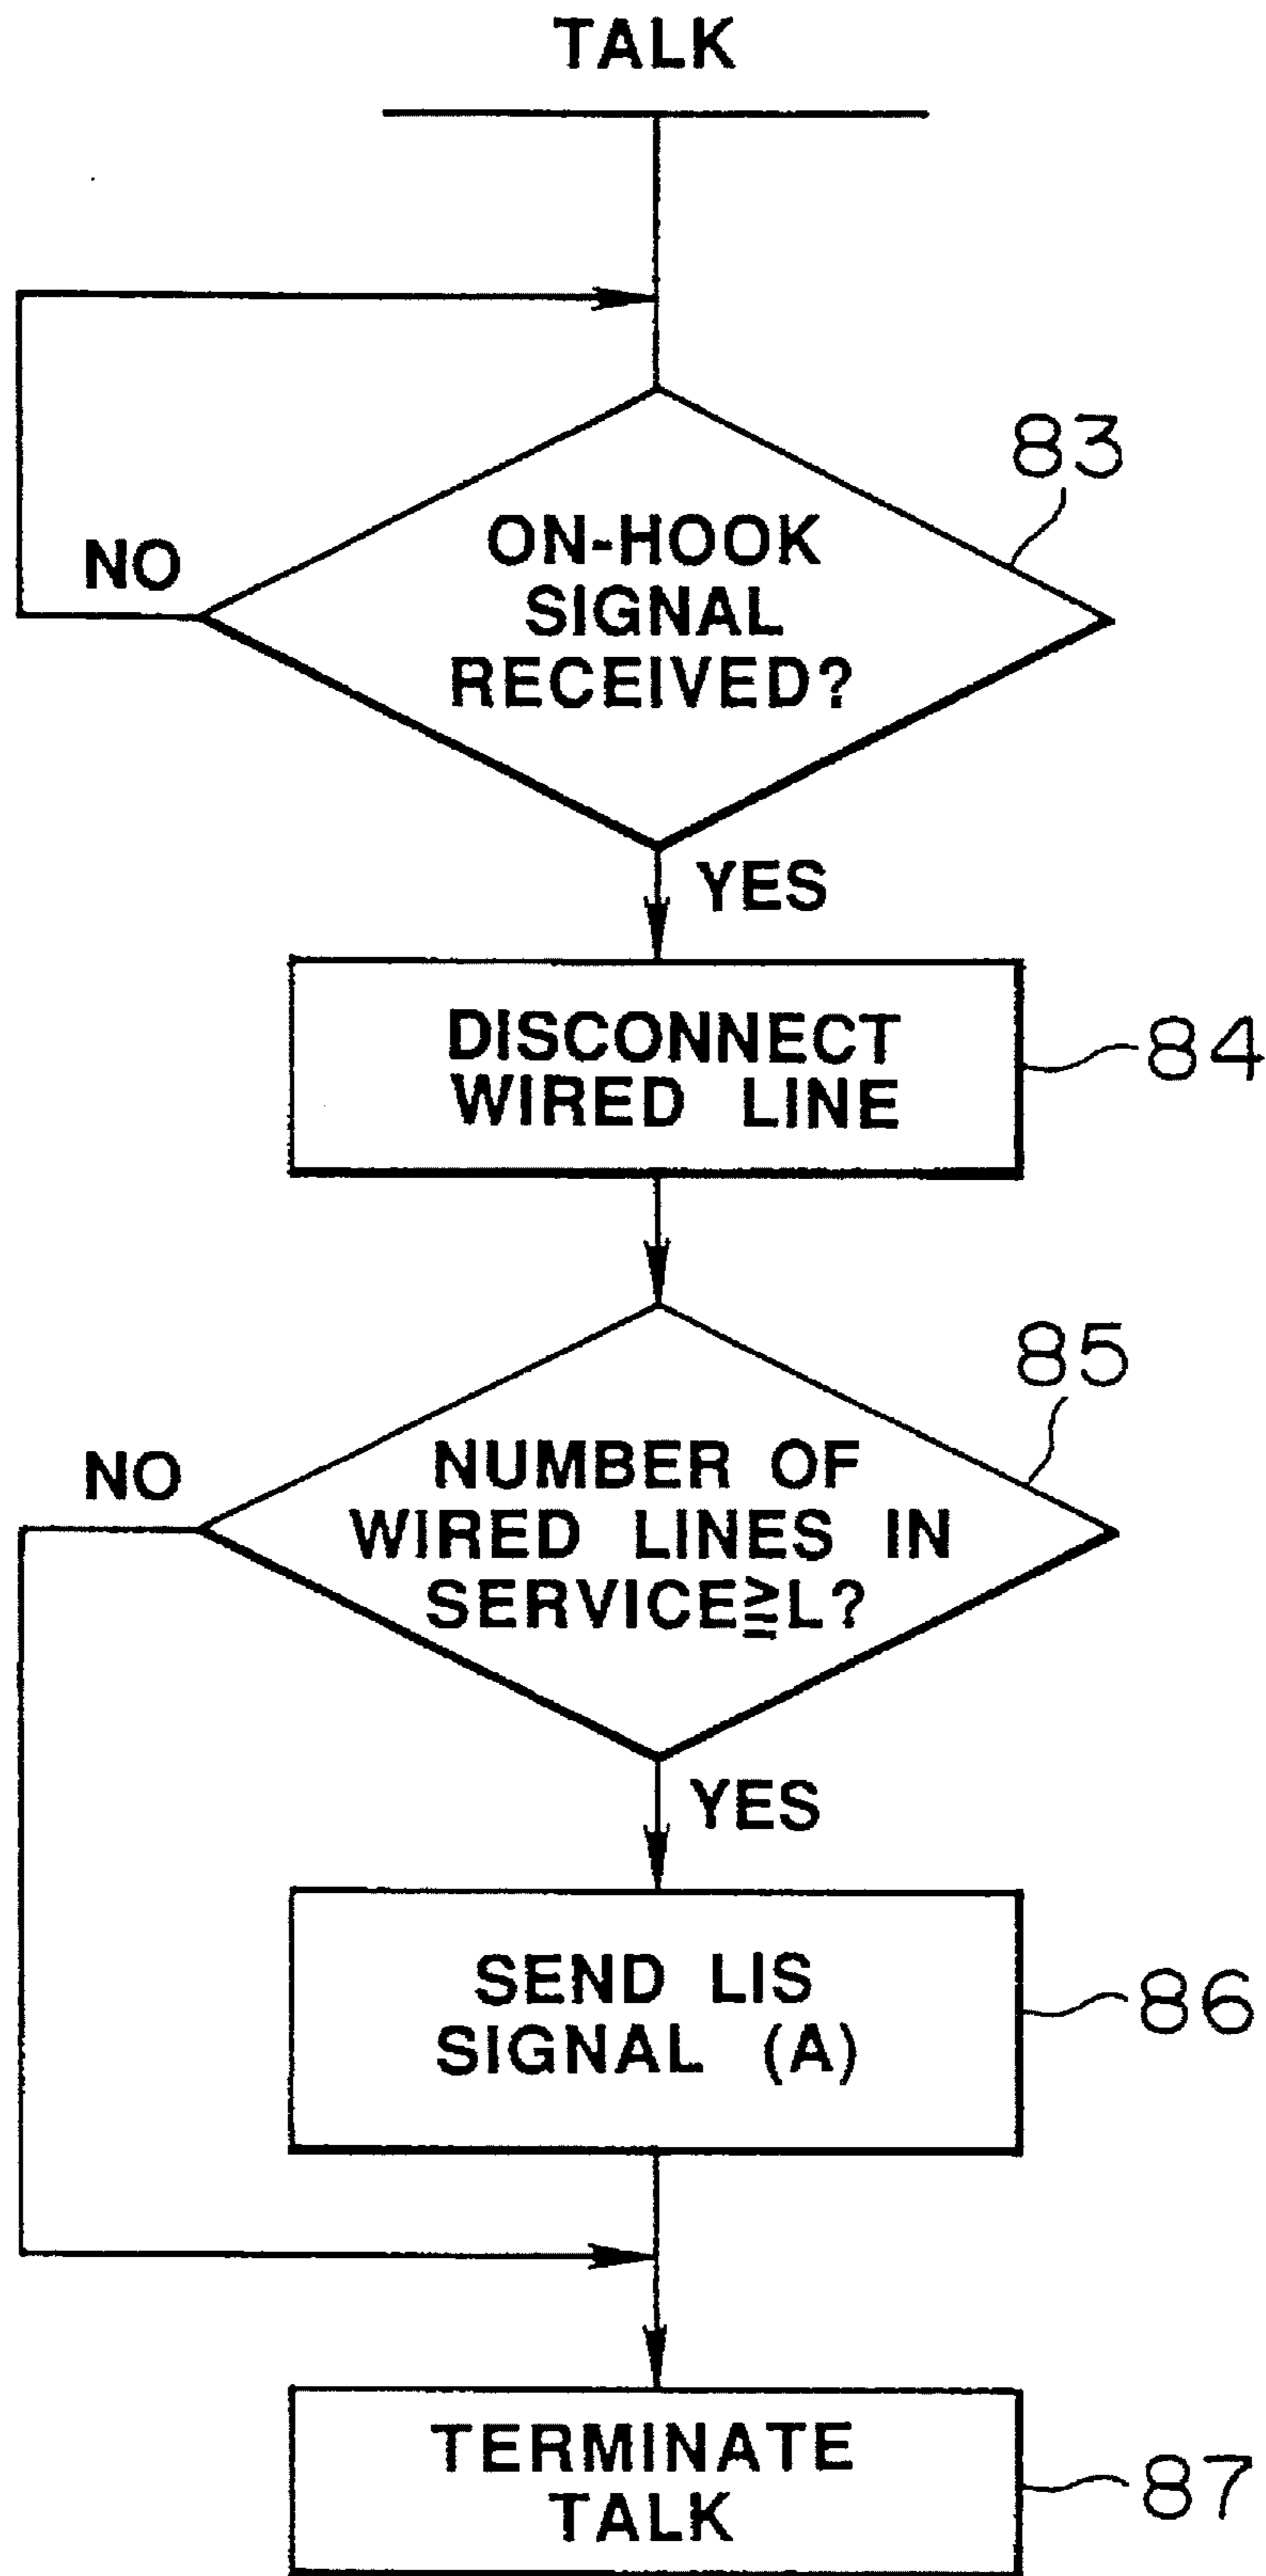 TALK
83
ON-HOOK
SIGNAL
RECEIVED?
NO
YES
DISCONNECT
WIRED LINE
84
85
NUMBER OF
WIRED LINES IN
SERVICE≧L?
NO
YES
SEND LIS
SIGNAL (A)
86
TERMINATE
TALK
87